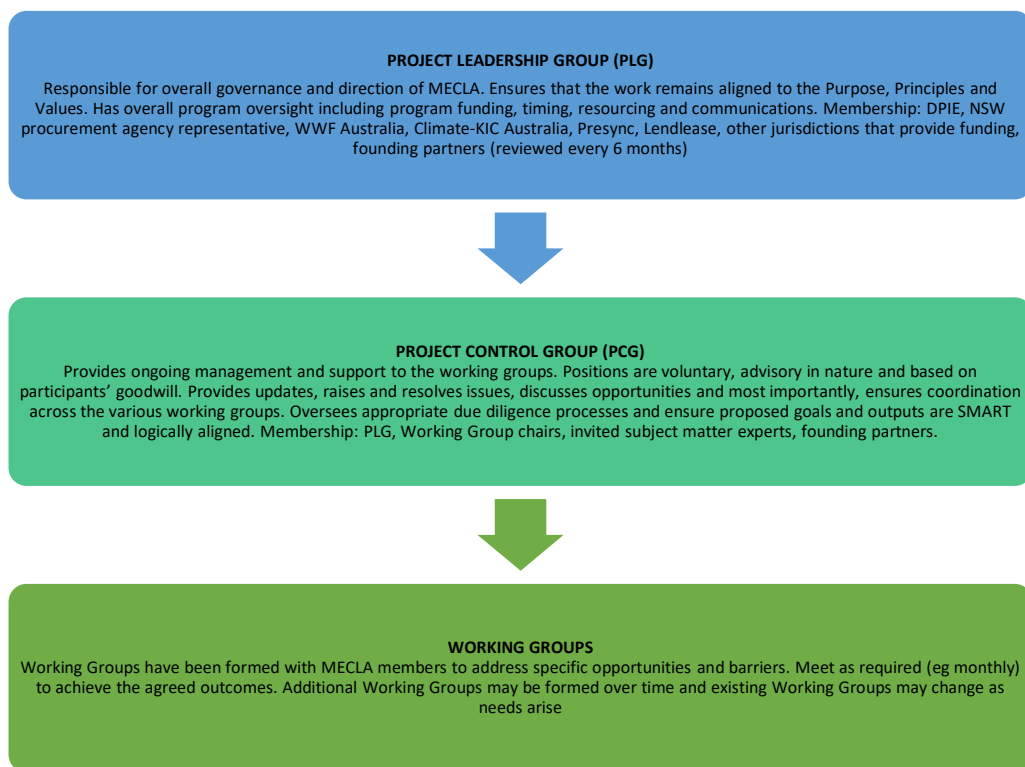 PROJECT LEADERSHIP GROUP (PLG)
Responsible for overall governance and direction of MECLA. Ensures that the work remains aligned to the Purpose, Principles and
Values. Has overall program oversight including program funding, timing, resourcing and communications. Membership: DPIE, NSW
procurement agency representative, WWF Australia, Climate-KIC Australia, Presync, Lendlease, other jurisdictions that provide funding,
founding partners (reviewed every 6 months)
PROJECT CONTROL GROUP (PCG)
Provides ongoing management and support to the working groups. Positions are voluntary, advisory in nature and based on
participants’ goodwill. Provides updates, raises and resolves issues, discusses opportunities and most importantly, ensures coordination
across the various working groups. Oversees appropriate due diligence processes and ensure proposed goals and outputs are SMART
and logically aligned. Membership: PLG, Working Group chairs, invited subject matter experts, founding partners.
WORKING GROUPS
Working Groups have been formed with MECLA members to address specific opportunities and barriers. Meet as required (eg monthly)
to achieve the agreed outcomes. Additional Working Groups may be formed over time and existing Working Groups may change as
needs arise